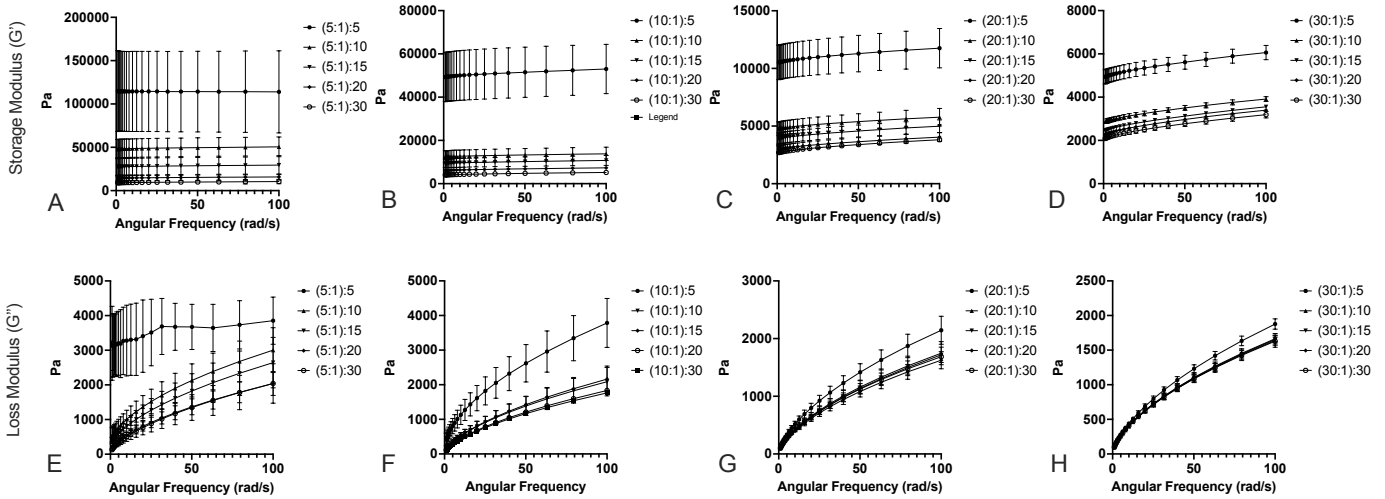 Storage Modulus (G')
Pa
200000
150000
100000
50000
0
0 50 100
Angular Frequency (rad/s)
A
(5:1):5
(5:1):10
(5:1):15
(5:1):20
(5:1):30
Pa
80000
60000
40000
20000
0
0 50 100
Angular Frequency (rad/s)
B
(10:1):5
(10:1):10
(10:1):15
(10:1):20
(10:1):30
Legend
Pa
15000
10000
5000
0
0 50 100
Angular Frequency (rad/s)
C
(20:1):5
(20:1):10
(20:1):15
(20:1):20
(20:1):30
Pa
8000
6000
4000
2000
0
0 50 100
Angular Frequency (rad/s)
D
(30:1):5
(30:1):10
(30:1):15
(30:1):20
(30:1):30
Loss Modulus (G")
Pa
5000
4000
3000
2000
1000
0
0 50 100
Angular Frequency (rad/s)
E
(5:1):5
(5:1):10
(5:1):15
(5:1):20
(5:1):30
Pa
5000
4000
3000
2000
1000
0
0 50 100
Angular Frequency
F
(10:1):5
(10:1):10
(10:1):15
(10:1):20
(10:1):30
Pa
3000
2000
1000
0
0 50 100
Angular Frequency (rad/s)
G
(20:1):5
(20:1):10
(20:1):15
(20:1):20
(20:1):30
Pa
2500
2000
1500
1000
500
0
0 50 100
Angular Frequency (rad/s)
H
(30:1):5
(30:1):10
(30:1):15
(30:1):20
(30:1):30